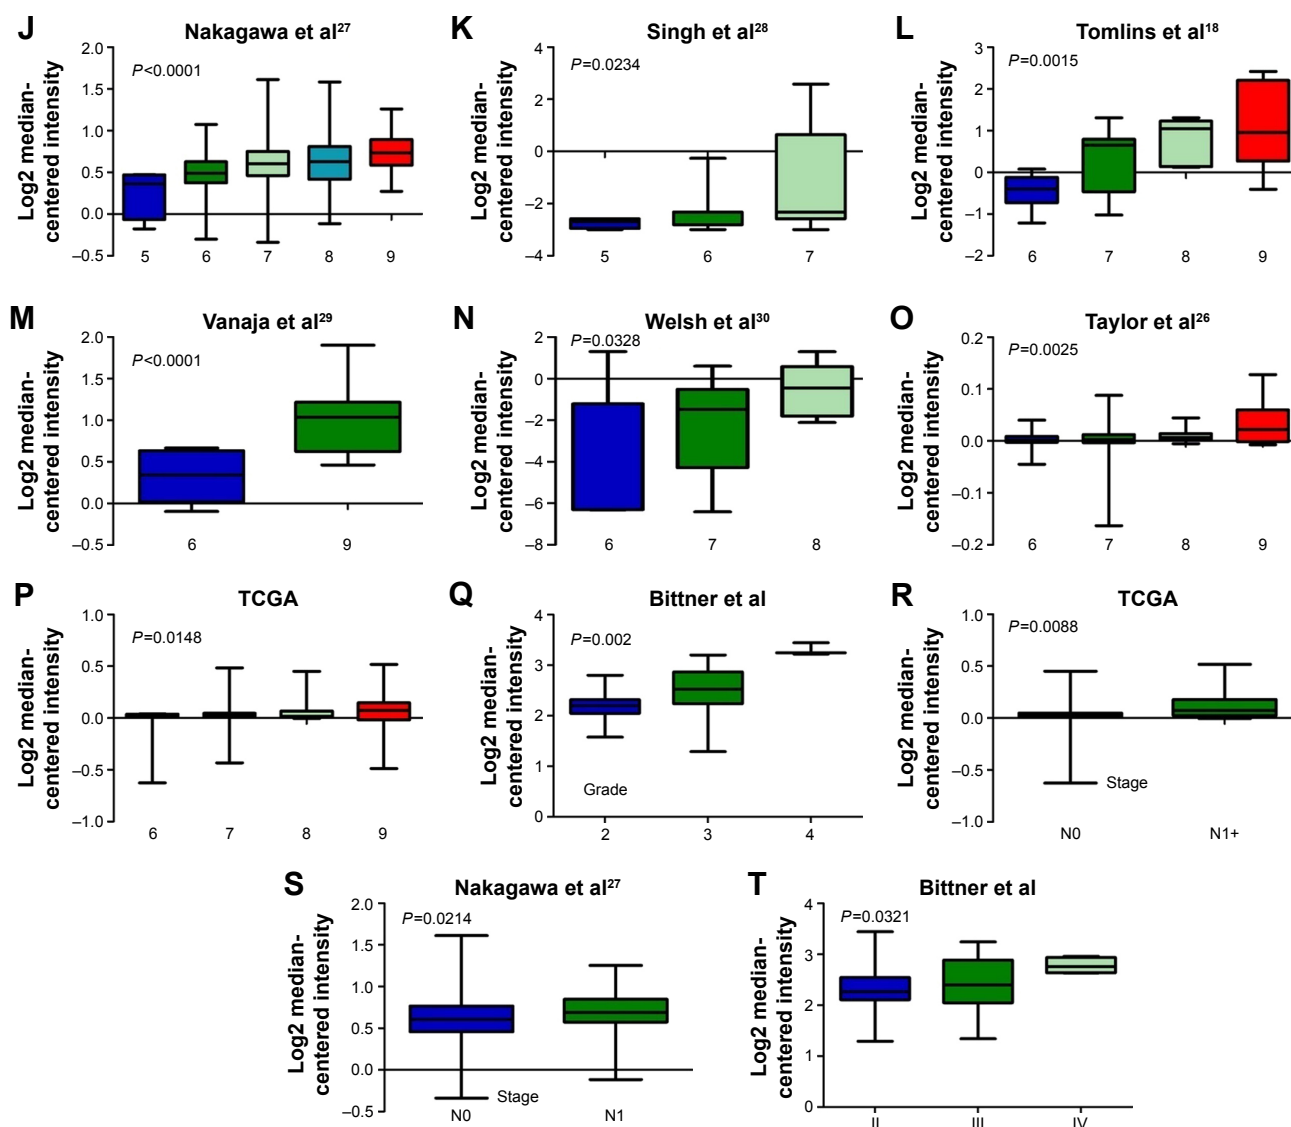 J
Nakagawa et al27
P<0.0001
Log2 median-
centered intensity
2.0
1.5
1.0
0.5
0.0
–0.5
5 6 7 8 9
K
Singh et al28
P=0.0234
4
2
0
–2
–4
5 6 7
L
Tomlins et al18
P=0.0015
Log2 median-
centered intensity
3
2
1
0
–1
–2
6 7 8 9
Log2 median-
centered intensity
M
Vanaja et al29
P<0.0001
Log2 median-
centered intensity
2.0
1.5
1.0
0.5
0.0
–0.5
6 9
N
Welsh et al30
P=0.0328
Log2 median-
centered intensity
2
0
–2
–4
–6
–8
6 7 8
O
Taylor et al26
P=0.0025
Log2 median-
centered intensity
0.2
0.1
0.0
–0.1
–0.2
6 7 8 9
P
TCGA
P=0.0148
Log2 median-
centered intensity
1.0
0.5
0.0
–0.5
–1.0
6 7 8 9
Q
Bittner et al
P=0.002
Log2 median-
centered intensity
4
3
2
1
0
Grade
2 3 4
R
TCGA
P=0.0088
Log2 median-
centered intensity
1.0
0.5
0.0
–0.5
–1.0
Stage
N0 N1+
S
Nakagawa et al27
P=0.0214
Log2 median-
centered intensity
2.0
1.5
1.0
0.5
0.0
–0.5
Stage
N0 N1
T
Bittner et al
P=0.0321
Log2 median-
centered intensity
4
3
2
1
0
II III IV